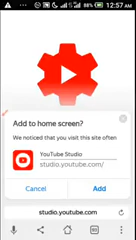 88% 12:57 AM
Add to home screen?
We noticed that you visit this site often
YouTube Studio
studio.youtube.com/
Cancel
Add
studio.youtube.com